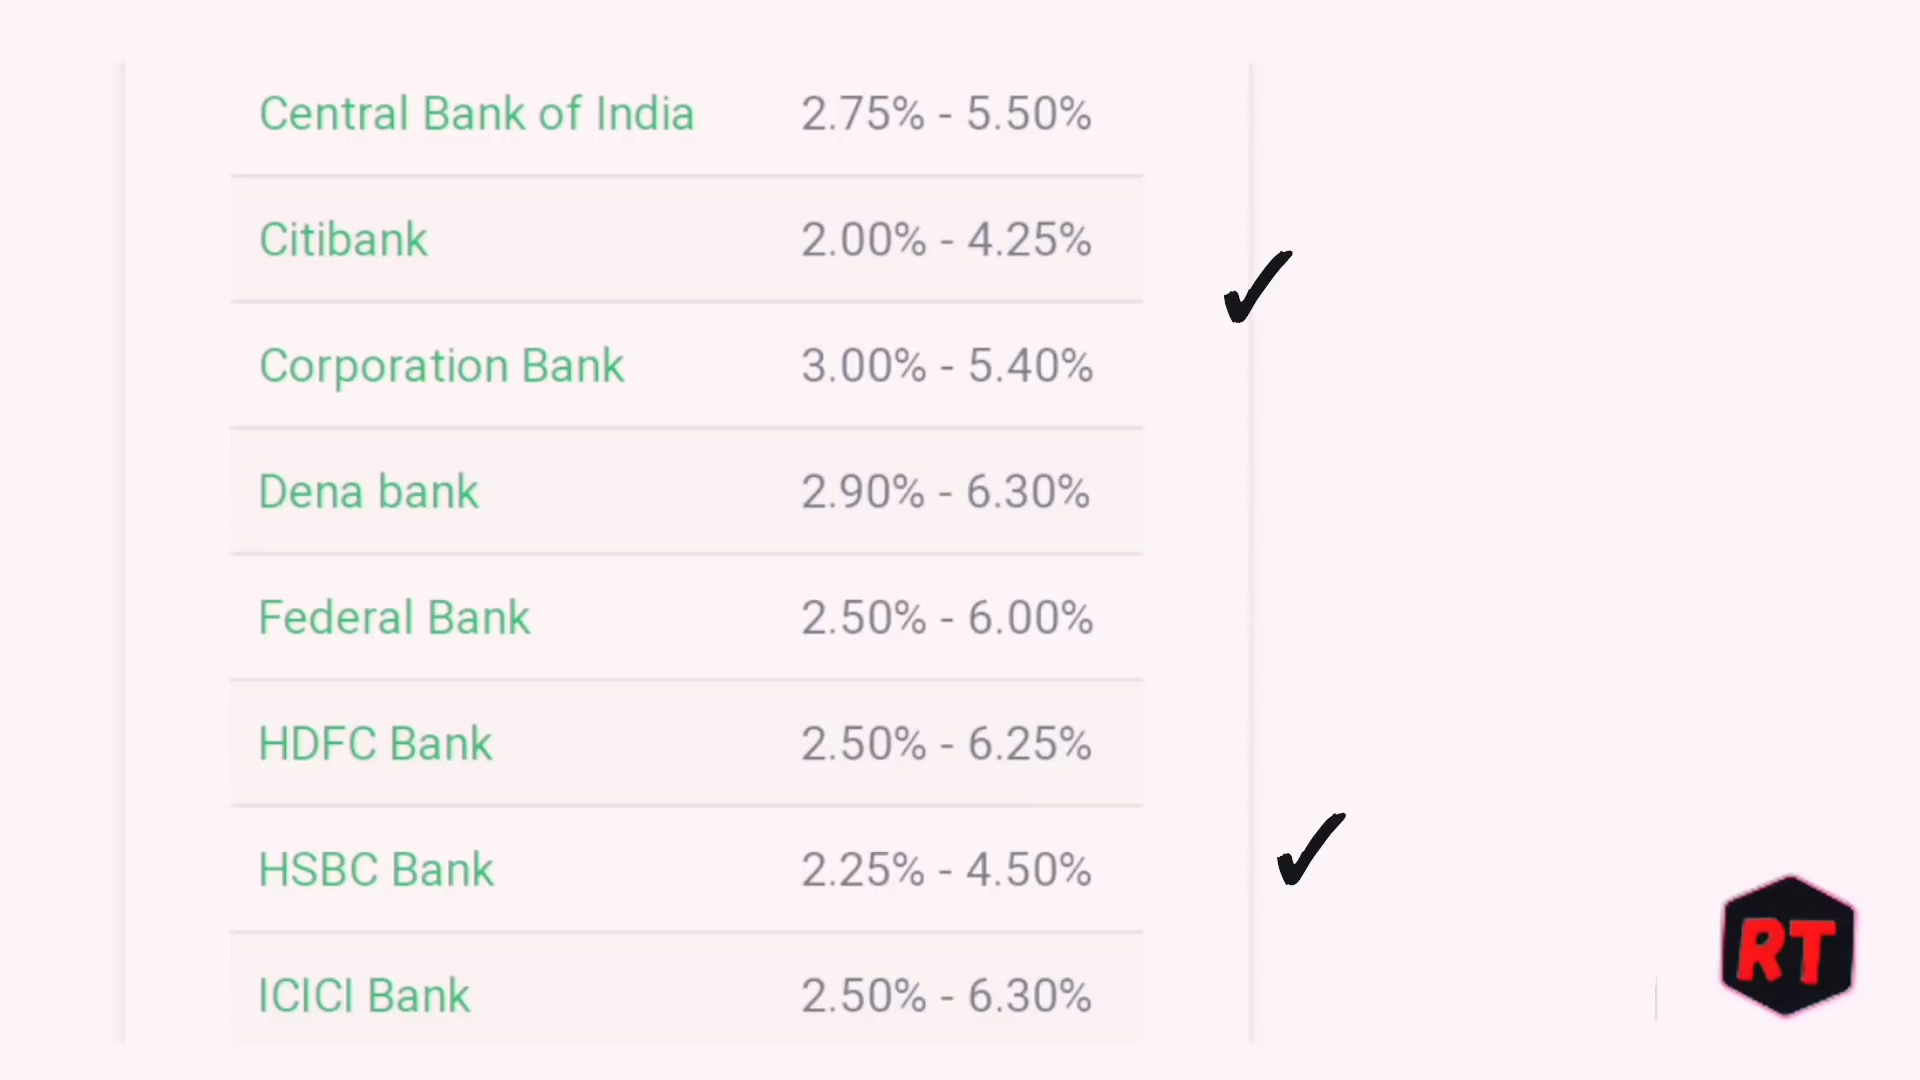 Central Bank of India 2.75% - 5.50%
Citibank 2.00% - 4.25%
Corporation Bank 3.00% - 5.40%
Dena bank 2.90% - 6.30%
Federal Bank 2.50% - 6.00%
HDFC Bank 2.50% - 6.25%
HSBC Bank 2.25% - 4.50%
ICICI Bank 2.50% - 6.30%
RT